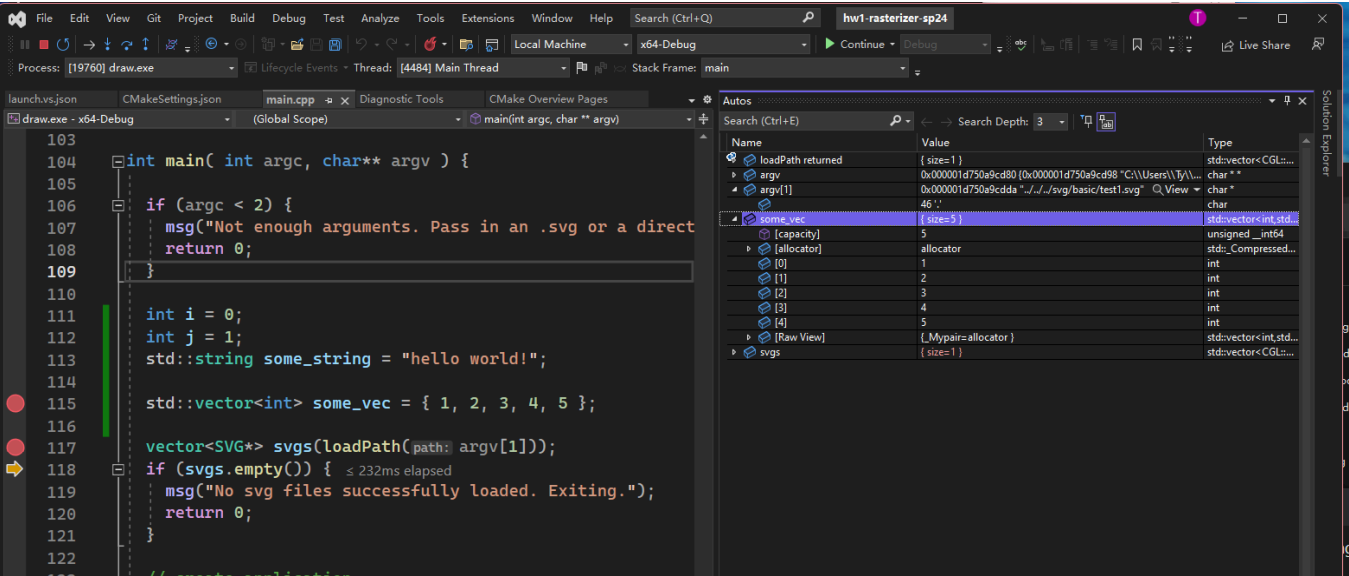 File Edit View Git Project Build Debug Test Analyze Tools Extensions Window Help Search (Ctrl+Q) hw1-rasterizer-sp24 T
Local Machine x64-Debug Continue Debug Live Share
Process: [19760] draw.exe Lifecycle Events Thread: [4484] Main Thread Stack Frame: main
launch.vs.json CMakeSettings.json main.cpp Diagnostic Tools CMake Overview Pages
draw.exe - x64-Debug (Global Scope) main(int argc, char ** argv)
103
104 int main( int argc, char** argv ) {
105
106 if (argc < 2) {
107 msg("Not enough arguments. Pass in an .svg or a direct
108 return 0;
109 }
110
111 int i = 0;
112 int j = 1;
113 std::string some_string = "hello world!";
114
115 std::vector<int> some_vec = { 1, 2, 3, 4, 5 };
116
117 vector<SVG*> svgs(loadPath(path: argv[1]));
118 if (svgs.empty()) { ≤ 232ms elapsed
119 msg("No svg files successfully loaded. Exiting.");
120 return 0;
121 }
122
Autos
Search (Ctrl+E) Search Depth: 3
Name Value Type
loadPath returned { size=1 } std::vector<CGL::...
argv 0x000001d750a9cd80 {0x000001d750a9cd98 "C:\\Users\\Ty\\... char * *
argv[1] 0x000001d750a9cdda "../../../svg/basic/test1.svg" View char *
46 '.' char
some_vec { size=5 } std::vector<int,std...
[capacity] 5 unsigned __int64
[allocator] allocator std::_Compressed...
[0] 1 int
[1] 2 int
[2] 3 int
[3] 4 int
[4] 5 int
[Raw View] {_Mypair=allocator } std::vector<int,std...
svgs { size=1 } std::vector<CGL::...
Solution Explorer